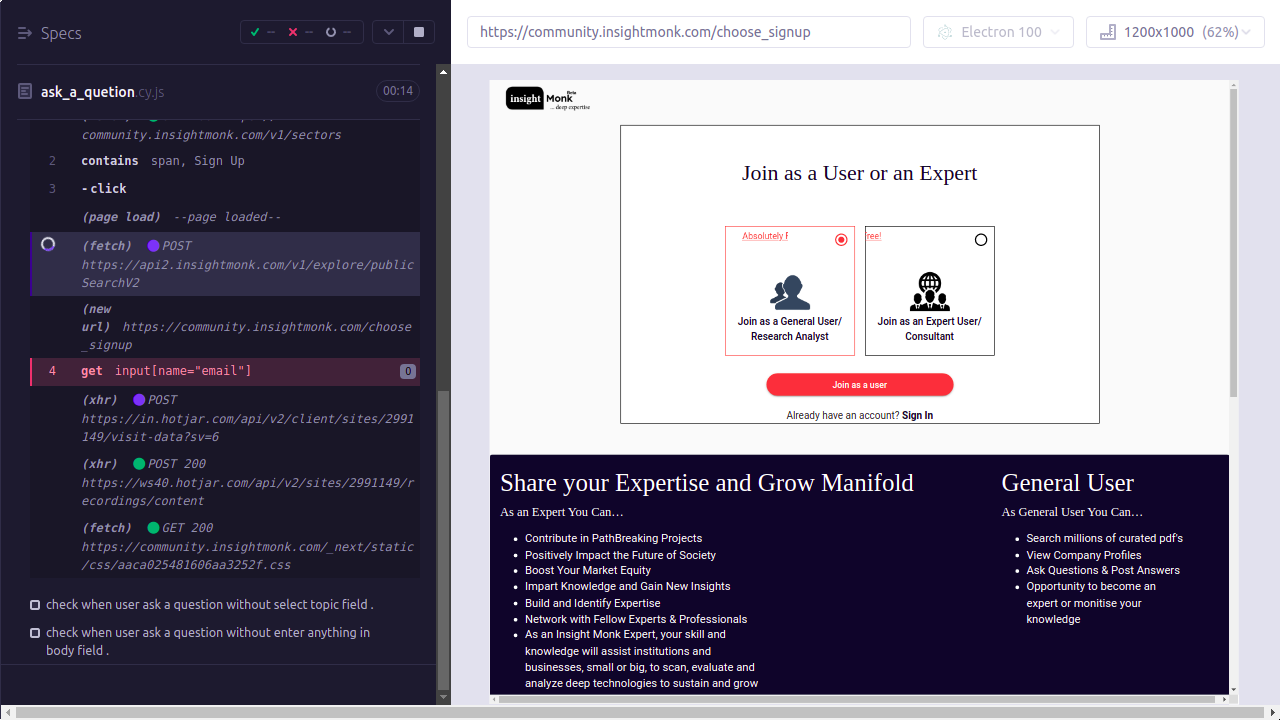 Specs
--
--
--
ask_a_quetion.cy.js
00:14
community.insightmonk.com/v1/sectors
2 contains span, Sign Up
3 -click
(page load) --page loaded--
(fetch) POST
https://api2.insightmonk.com/v1/explore/public
SearchV2
(new
url) https://community.insightmonk.com/choose
_signup
4 get input[name="email"] 0
(xhr) POST
https://in.hotjar.com/api/v2/client/sites/2991
149/visit-data?sv=6
(xhr) POST 200
https://ws40.hotjar.com/api/v2/sites/2991149/r
ecordings/content
(fetch) GET 200
https://community.insightmonk.com/_next/static
/css/aaca025481606aa3252f.css
check when user ask a question without select topic field .
check when user ask a question without enter anything in
body field .
https://community.insightmonk.com/choose_signup
Electron 100
1200x1000 (62%)
insight Monk Beta
... deep expertise
Join as a User or an Expert
Absolutely F
ree!
Join as a General User/
Research Analyst
Join as an Expert User/
Consultant
Join as a user
Already have an account? Sign In
Share your Expertise and Grow Manifold
As an Expert You Can…
• Contribute in PathBreaking Projects
• Positively Impact the Future of Society
• Boost Your Market Equity
• Impart Knowledge and Gain New Insights
• Build and Identify Expertise
• Network with Fellow Experts & Professionals
• As an Insight Monk Expert, your skill and
knowledge will assist institutions and
businesses, small or big, to scan, evaluate and
analyze deep technologies to sustain and grow
General User
As General User You Can…
• Search millions of curated pdf's
• View Company Profiles
• Ask Questions & Post Answers
• Opportunity to become an
expert or monitise your
knowledge